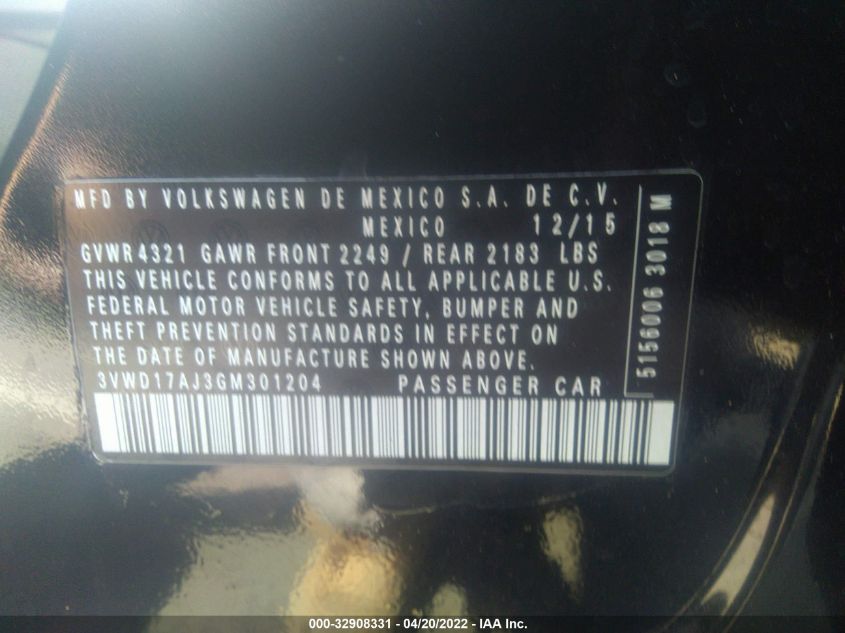 MFD BY VOLKSWAGEN DE MEXICO S.A. DE C.V.
MEXICO 12/15
GVWR 4321 GAWR FRONT 2249 / REAR 2183 LBS
THIS VEHICLE CONFORMS TO ALL APPLICABLE U.S.
FEDERAL MOTOR VEHICLE SAFETY, BUMPER AND
THEFT PREVENTION STANDARDS IN EFFECT ON
THE DATE OF MANUFACTURE SHOWN ABOVE.
3VWD17AJ3GM301204 PASSENGER CAR
5156006 3018 M
000-32908331 - 04/20/2022 - IAA Inc.